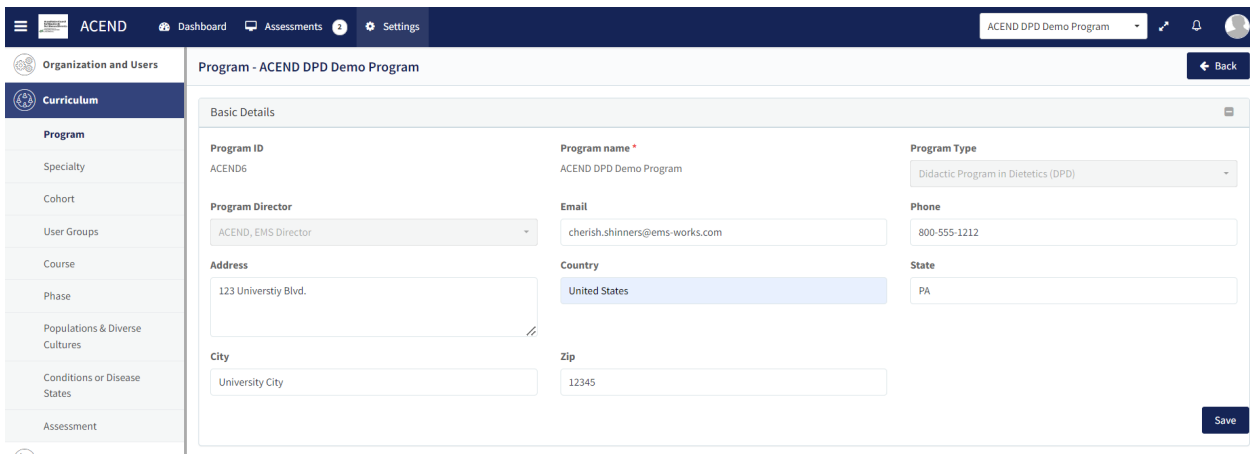 ACEND Dashboard Assessments 2 Settings ACEND DPD Demo Program
Organization and Users
Curriculum
Program
Specialty
Cohort
User Groups
Course
Phase
Populations & Diverse
Cultures
Conditions or Disease
States
Assessment
Program - ACEND DPD Demo Program Back
Basic Details
Program ID Program name * Program Type
ACEND6 ACEND DPD Demo Program Didactic Program in Dietetics (DPD)
Program Director Email Phone
ACEND, EMS Director cherish.shinners@ems-works.com 800-555-1212
Address Country State
123 Universtiy Blvd. United States PA
City Zip
University City 12345
Save